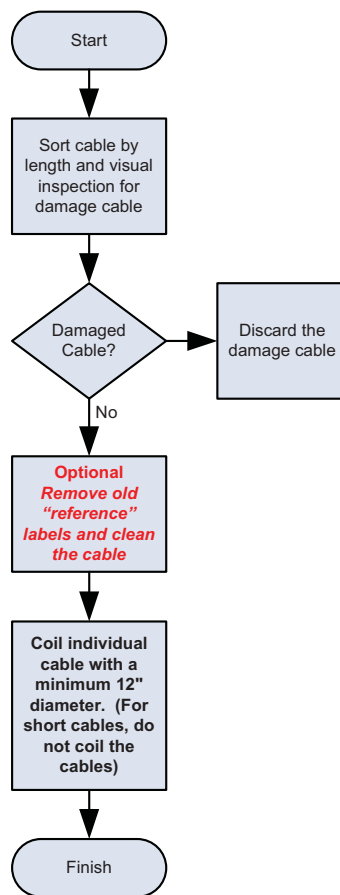 Start
Sort cable by
length and visual
inspection for
damage cable
Damaged
Cable?
Discard the
damage cable
No
Optional
Remove old
“reference”
labels and clean
the cable
Coil individual
cable with a
minimum 12" 
diameter.  (For
short cables, do
not coil the
cables)
Finish